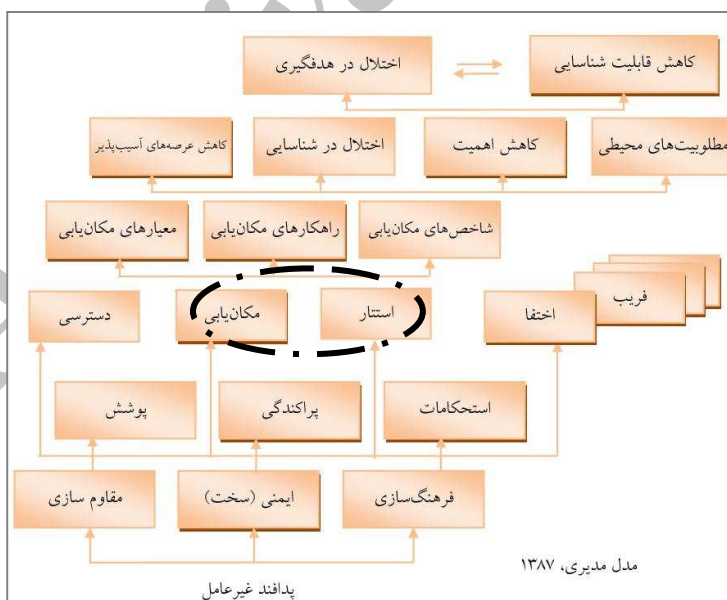 کاهش قابلیت شناسایی
اختلال در هدفگیری
مطلوبیت‌های محیطی
کاهش اهمیت
اختلال در شناسایی
کاهش عرصه‌های آسیب‌پذیر
شاخص‌های مکان‌یابی
راهکارهای مکان‌یابی
معیارهای مکان‌یابی
فریب
اختفا
استتار
مکان‌یابی
دسترسی
استحکامات
پراکندگی
پوشش
فرهنگ‌سازی
ایمنی (سخت)
مقاوم سازی
مدل مدیری، ۱۳۸۷
پدافند غیرعامل